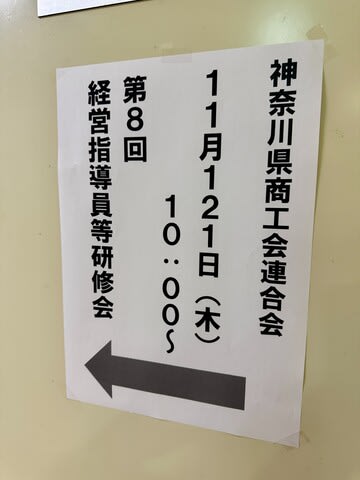 神奈川県商工会連合会
11月121日（木）
10：00～
第8回
経営指導員等研修会